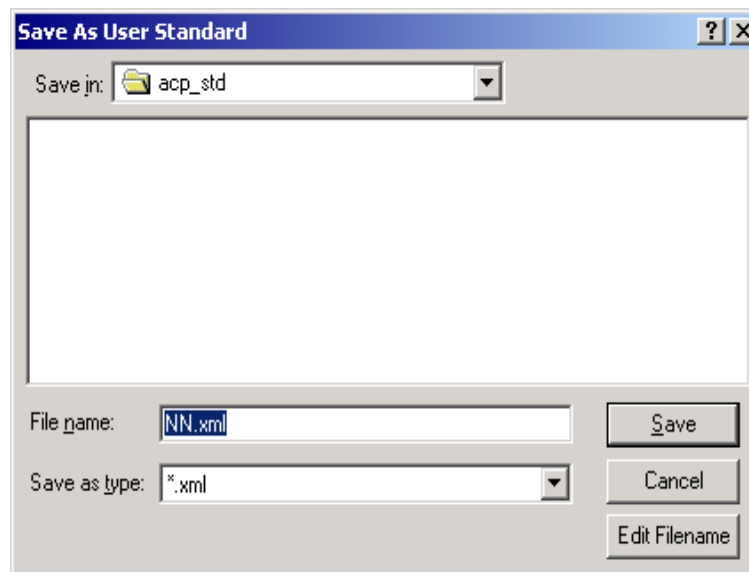 Save As User Standard
Save in: acp_std
File name: NN.xml
Save
Save as type: *.xml
Cancel
Edit Filename